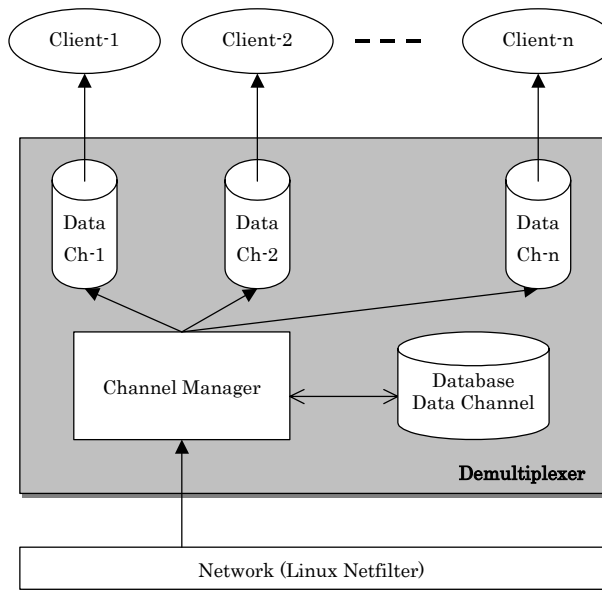 Client-1
Client-2
Client-n
Data
Ch-1
Data
Ch-2
Data
Ch-n
Channel Manager
Database
Data Channel
Demultiplexer
Network (Linux Netfilter)